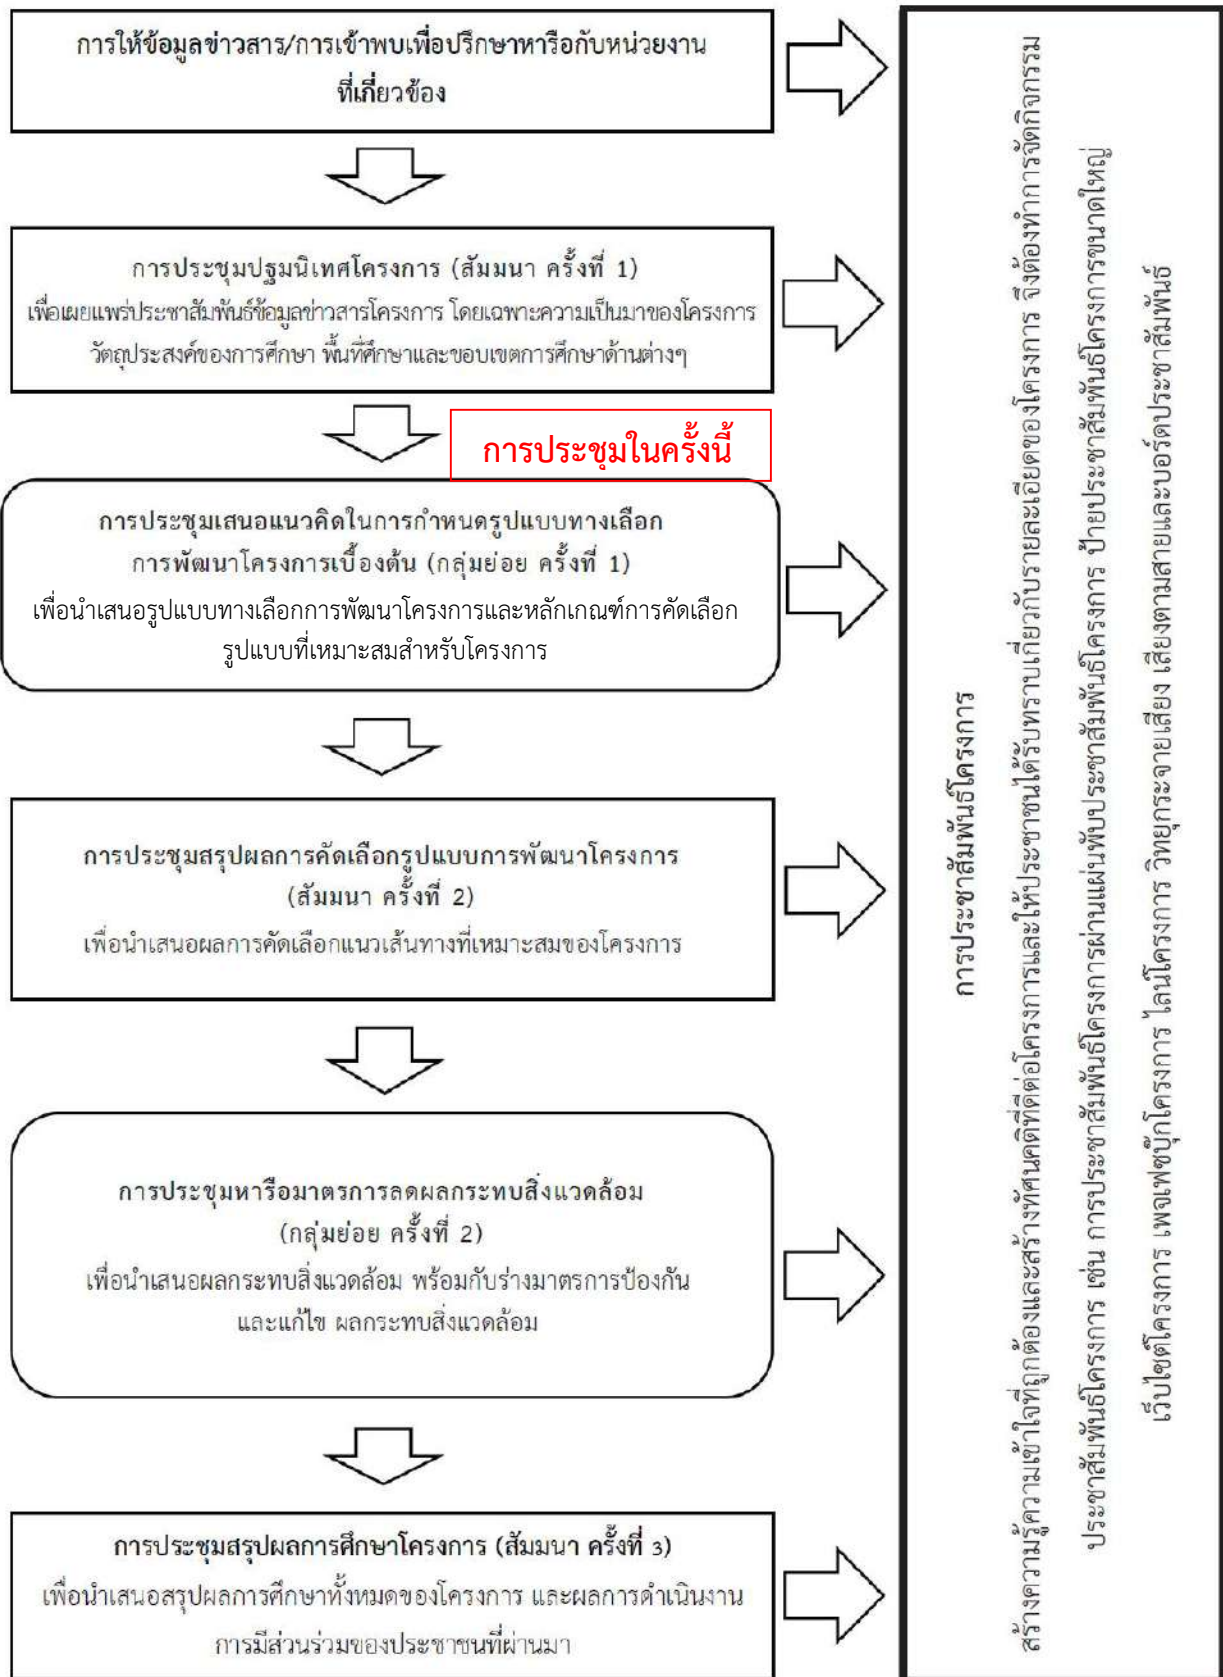 การให้ข้อมูลข่าวสาร/การเข้าพบเพื่อปรึกษาหารือกับหน่วยงาน
ที่เกี่ยวข้อง
การประชุมปฐมนิเทศโครงการ (สัมมนา ครั้งที่ 1)
เพื่อเผยแพร่ประชาสัมพันธ์ข้อมูลข่าวสารโครงการ โดยเฉพาะความเป็นมาของโครงการ
วัตถุประสงค์ของการศึกษา พื้นที่ศึกษาและขอบเขตการศึกษาด้านต่างๆ
การประชุมในครั้งนี้
การประชุมเสนอแนวคิดในการกำหนดรูปแบบทางเลือก
การพัฒนาโครงการเบื้องต้น (กลุ่มย่อย ครั้งที่ 1)
เพื่อนำเสนอรูปแบบทางเลือกการพัฒนาโครงการและหลักเกณฑ์การคัดเลือก
รูปแบบที่เหมาะสมสำหรับโครงการ
การประชุมสรุปผลการคัดเลือกรูปแบบการพัฒนาโครงการ
(สัมมนา ครั้งที่ 2)
เพื่อนำเสนอผลการคัดเลือกแนวเส้นทางที่เหมาะสมของโครงการ
การประชุมหารือมาตรการลดผลกระทบสิ่งแวดล้อม
(กลุ่มย่อย ครั้งที่ 2)
เพื่อนำเสนอผลกระทบสิ่งแวดล้อม พร้อมกับร่างมาตรการป้องกัน
และแก้ไข ผลกระทบสิ่งแวดล้อม
การประชุมสรุปผลการศึกษาโครงการ (สัมมนา ครั้งที่ 3)
เพื่อนำเสนอสรุปผลการศึกษาทั้งหมดของโครงการ และผลการดำเนินงาน
การมีส่วนร่วมของประชาชนที่ผ่านมา
การประชาสัมพันธ์โครงการ
สร้างความรู้ความเข้าใจที่ถูกต้องและสร้างทัศนคติที่ดีต่อโครงการและให้ประชาชนได้รับทราบเกี่ยวกับรายละเอียดของโครงการ จึงต้องทำการจัดกิจกรรม
ประชาสัมพันธ์โครงการ เช่น การประชาสัมพันธ์โครงการผ่านแผ่นพับประชาสัมพันธ์โครงการ ป้ายประชาสัมพันธ์โครงการขนาดใหญ่
เว็บไซต์โครงการ เพจเฟซบุ๊กโครงการ ไลน์โครงการ วิทยุกระจายเสียง เสียงตามสายและบอร์ดประชาสัมพันธ์